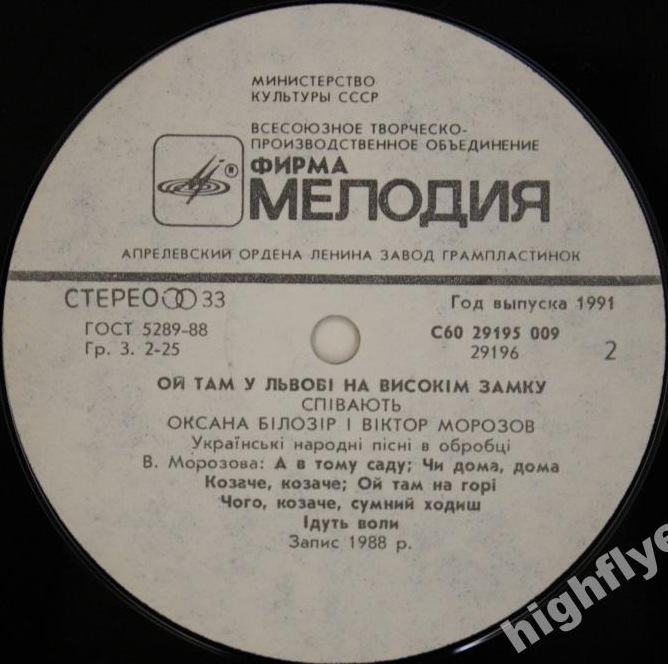 МИНИСТЕРСТВО
КУЛЬТУРЫ СССР
ВСЕСОЮЗНОЕ ТВОРЧЕСКО-
ПРОИЗВОДСТВЕННОЕ ОБЪЕДИНЕНИЕ
ФИРМА
®
МЕЛОДИЯ
АПРЕЛЕВСКИЙ ОРДЕНА ЛЕНИНА ЗАВОД ГРАМПЛАСТИНОК
СТЕРЕО 33
Год выпуска 1991
ГОСТ 5289-88
С60 29195 009
Гр. 3. 2-25
29196
2
ОЙ ТАМ У ЛЬВОВІ НА ВИСОКІМ ЗАМКУ
СПІВАЮТЬ
ОКСАНА БІЛОЗІР І ВІКТОР МОРОЗОВ
Українські народні пісні в обробці
В. Морозова: А в тому саду; Чи дома, дома
Козаче, козаче; Ой там на горі
Чого, козаче, сумний ходиш
Ідуть воли
Запис 1988 р.
highflye